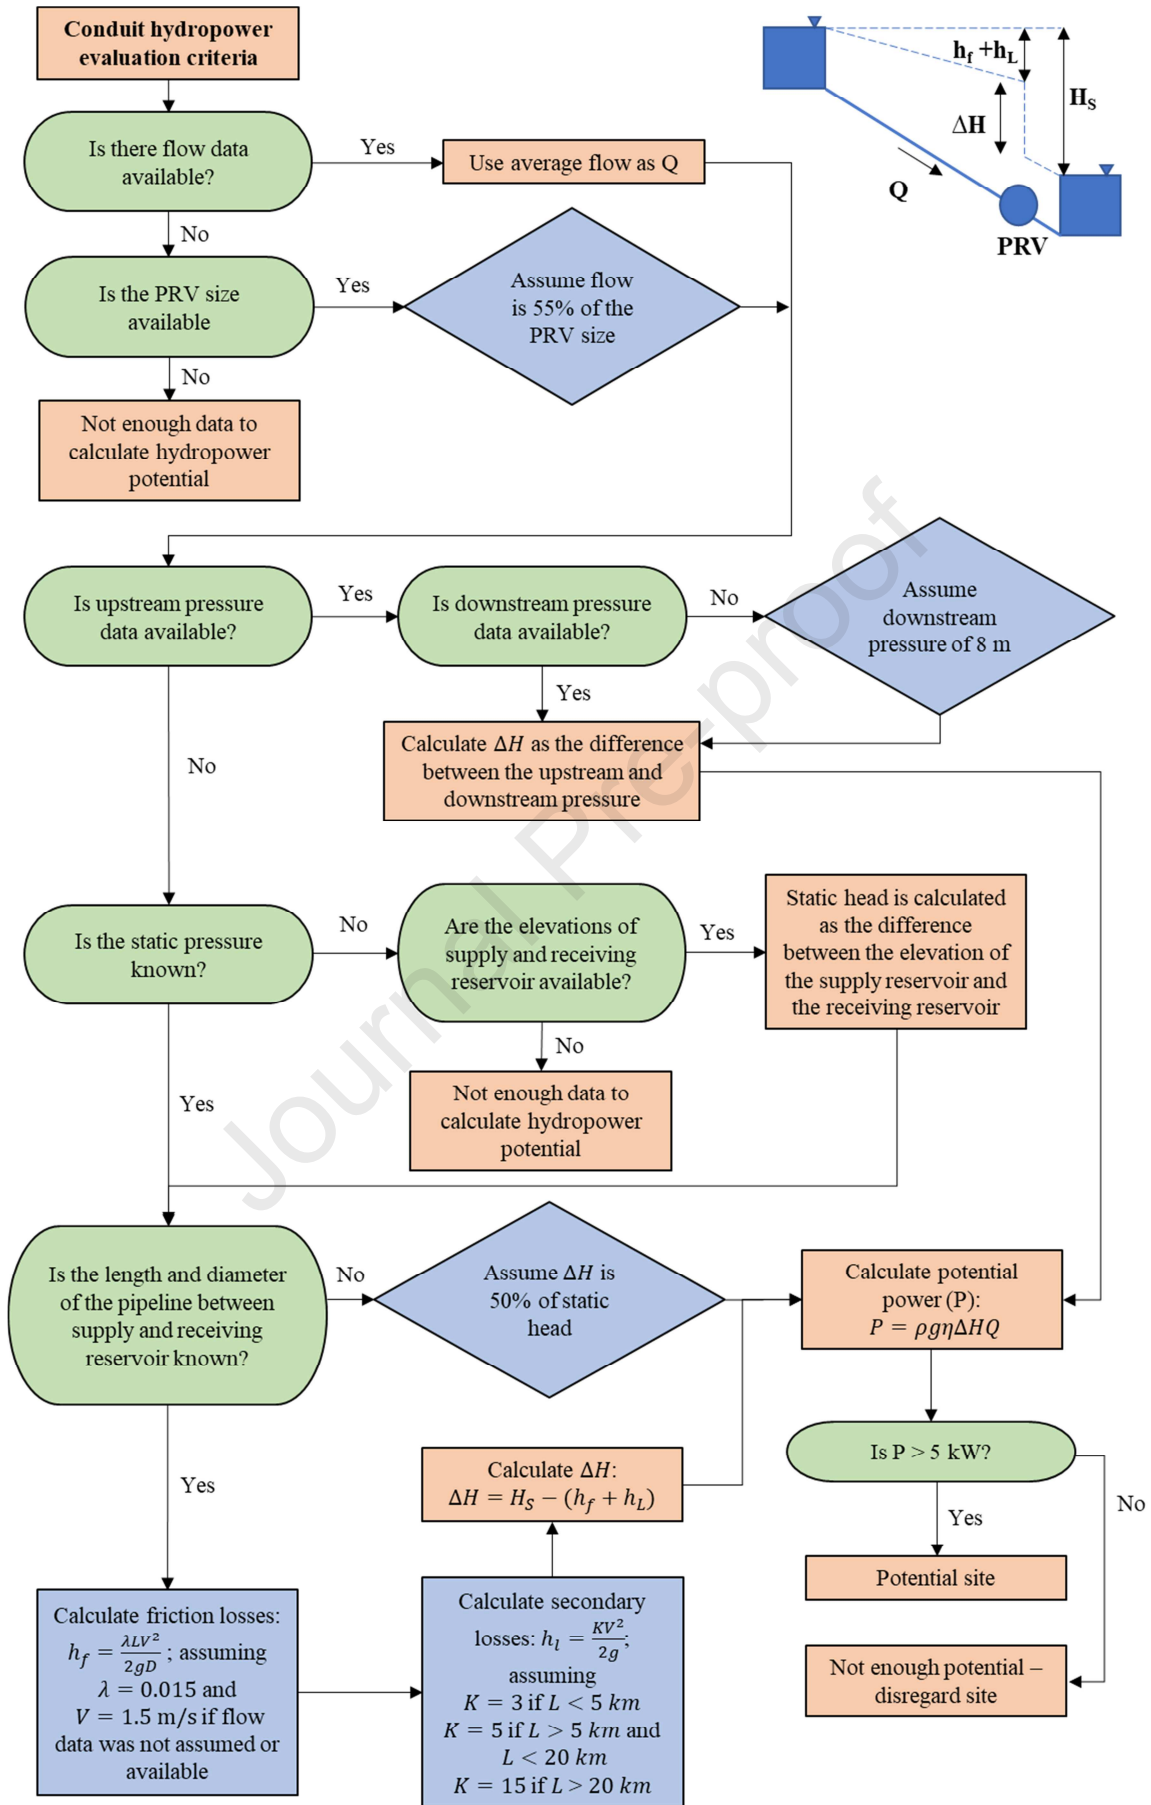 Conduit hydropower
evaluation criteria
h_f +h_L
H_S
ΔH
Q
PRV
Is there flow data
available?
Yes
Use average flow as Q
No
Is the PRV size
available
Yes
Assume flow
is 55% of the
PRV size
No
Not enough data to
calculate hydropower
potential
Is upstream pressure
data available?
Yes
Is downstream pressure
data available?
No
Assume
downstream
pressure of 8 m
Yes
Calculate ΔH as the difference
between the upstream and
downstream pressure
No
Is the static pressure
known?
No
Are the elevations of
supply and receiving
reservoir available?
Yes
Static head is calculated
as the difference
between the elevation of
the supply reservoir and
the receiving reservoir
No
Not enough data to
calculate hydropower
potential
Yes
Is the length and diameter
of the pipeline between
supply and receiving
reservoir known?
No
Assume ΔH is
50% of static
head
Calculate potential
power (P):
P = ρgηΔHQ
Is P > 5 kW?
Yes
No
Potential site
Not enough potential –
disregard site
Yes
Calculate ΔH:
ΔH = H_S − (h_f + h_L)
Calculate friction losses:
h_f = λLV²/2gD ; assuming
λ = 0.015 and
V = 1.5 m/s if flow
data was not assumed or
available
Calculate secondary
losses: h_l = KV²/2g;
assuming
K = 3 if L < 5 km
K = 5 if L > 5 km and
L < 20 km
K = 15 if L > 20 km
Journal Pre-proof